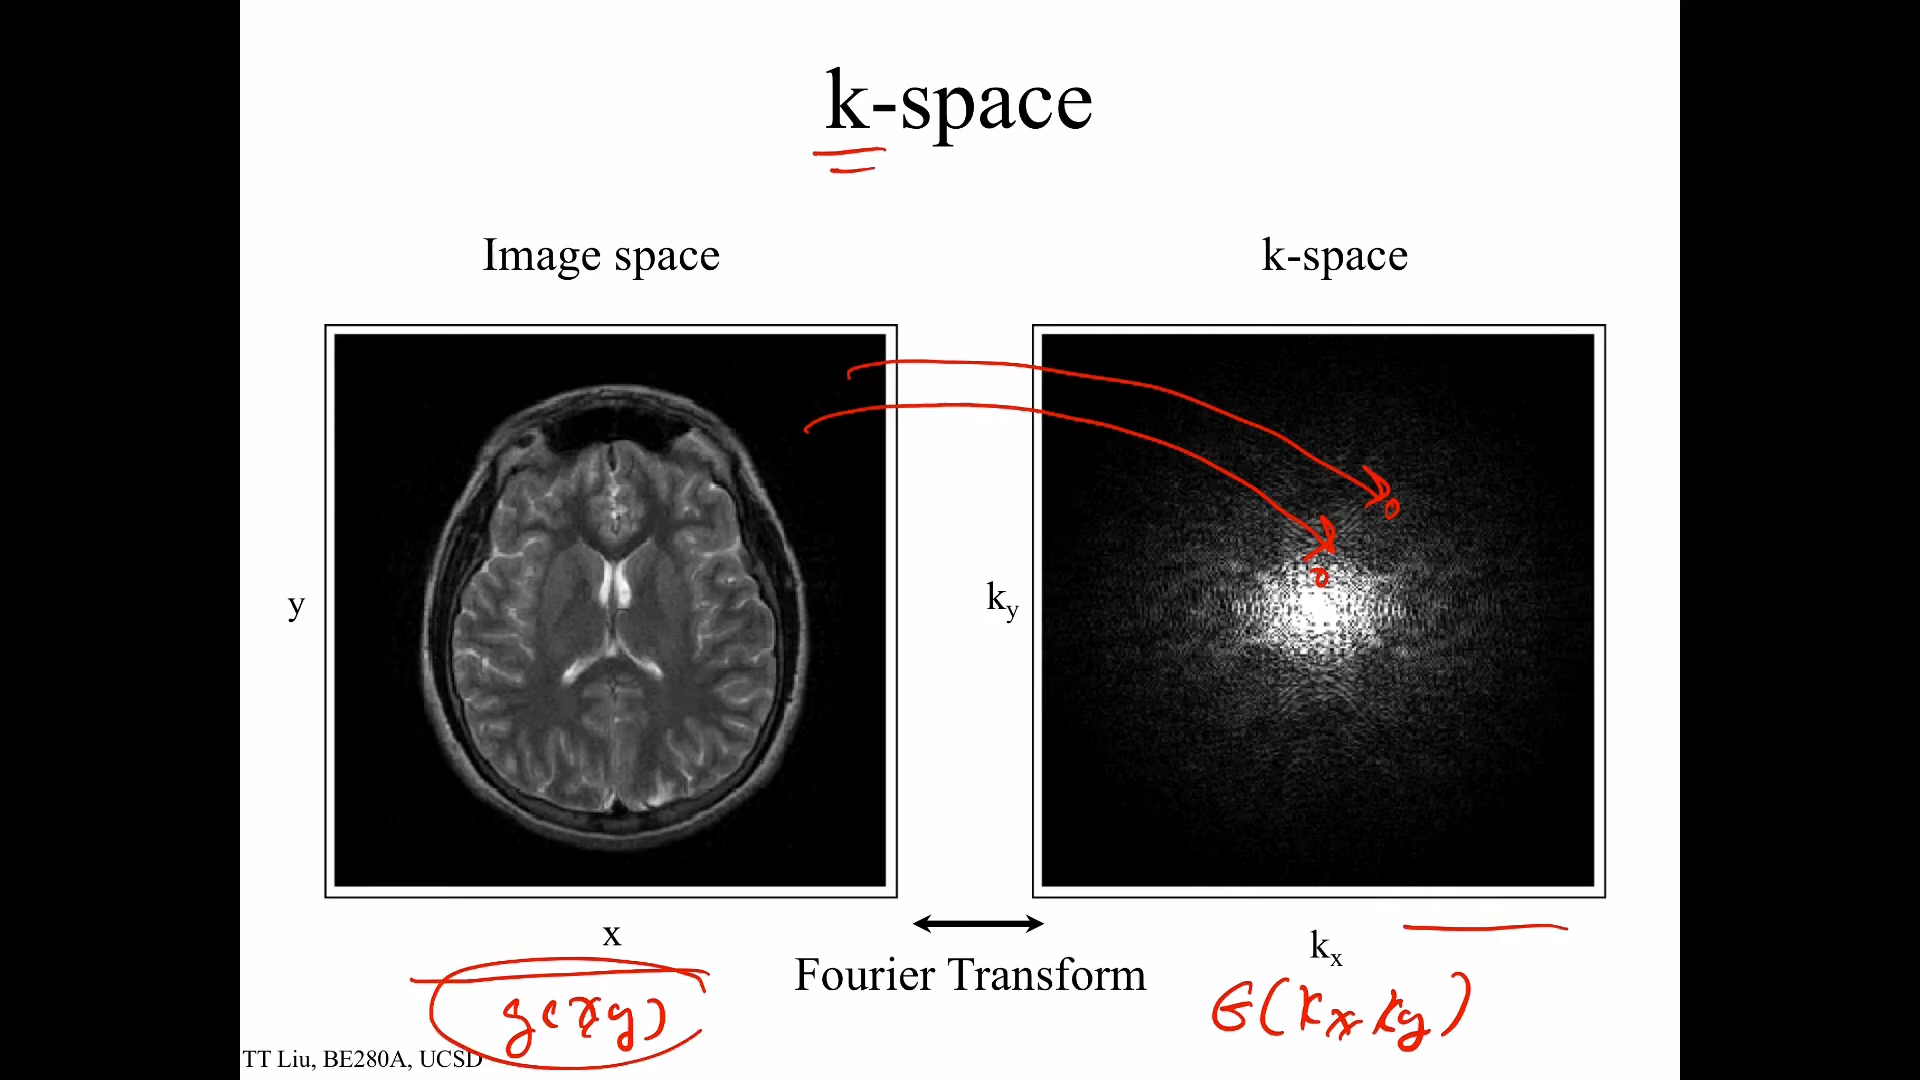 k-space
Image space
k-space
y
ky
x
kx
Fourier Transform
g(x,y)
G(kx ky)
TT Liu, BE280A, UCSD